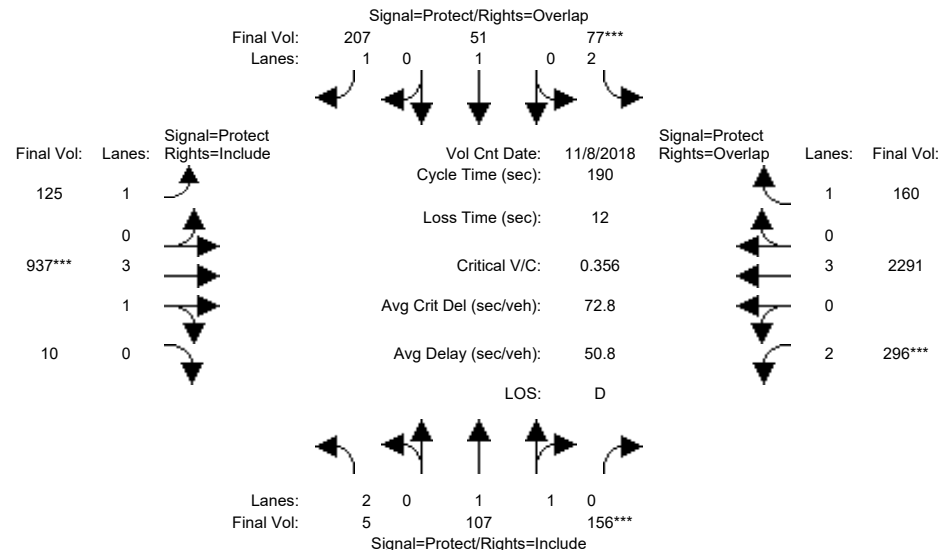 Signal=Protect/Rights=Overlap
Final Vol: 207 51 77***
Lanes: 1 0 1 0 2
Signal=Protect
Final Vol: Lanes: Rights=Include
Vol Cnt Date: 11/8/2018
Signal=Protect
Rights=Overlap Lanes: Final Vol:
Cycle Time (sec): 190
125 1
1 160
Loss Time (sec): 12
0
0
937*** 3
Critical V/C: 0.356
3 2291
1
Avg Crit Del (sec/veh): 72.8
0
10 0
Avg Delay (sec/veh): 50.8
2 296***
LOS: D
Lanes: 2 0 1 1 0
Final Vol: 5 107 156***
Signal=Protect/Rights=Include